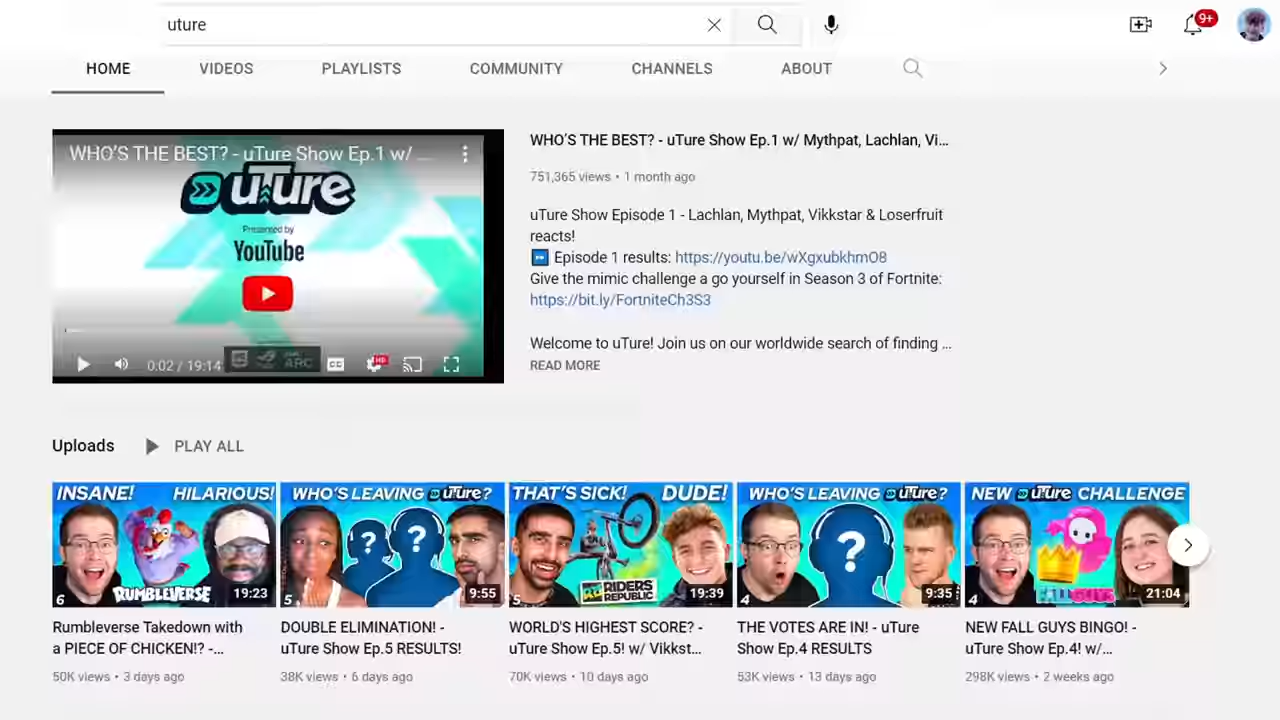 uture
9+
HOME VIDEOS PLAYLISTS COMMUNITY CHANNELS ABOUT
WHO'S THE BEST? - uTure Show Ep.1 w/ ...
uTure
Presented by
YouTube
0:02 / 19:14
ARC
CC
HD
WHO'S THE BEST? - uTure Show Ep.1 w/ Mythpat, Lachlan, Vi...
751,365 views • 1 month ago
uTure Show Episode 1 - Lachlan, Mythpat, Vikkstar & Loserfruit
reacts!
Episode 1 results: https://youtu.be/wXgxubkhmO8
Give the mimic challenge a go yourself in Season 3 of Fortnite:
https://bit.ly/FortniteCh3S3
Welcome to uTure! Join us on our worldwide search of finding ...
READ MORE
Uploads PLAY ALL
INSANE! HILARIOUS!
RUMBLEVERSE
6
19:23
Rumbleverse Takedown with
a PIECE OF CHICKEN!? -...
50K views • 3 days ago
WHO'S LEAVING uTure?
? ?
5
9:55
DOUBLE ELIMINATION! -
uTure Show Ep.5 RESULTS!
38K views • 6 days ago
THAT'S SICK! DUDE!
RIDERS
REPUBLIC
5
19:39
WORLD'S HIGHEST SCORE? -
uTure Show Ep.5! w/ Vikkst...
70K views • 10 days ago
WHO'S LEAVING uTure?
?
4
9:35
THE VOTES ARE IN! - uTure
Show Ep.4 RESULTS
53K views • 13 days ago
NEW uTure CHALLENGE
FALL GUYS
4
21:04
NEW FALL GUYS BINGO! -
uTure Show Ep.4! w/...
298K views • 2 weeks ago